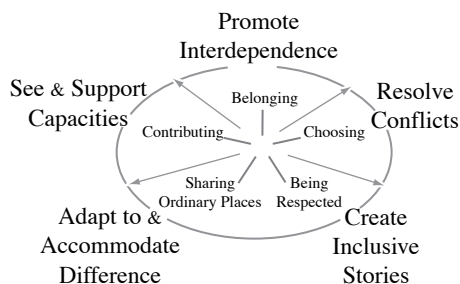 Promote
Interdependence
See & Support
Capacities
Resolve
Conflicts
Belonging
Contributing
Choosing
Sharing
Ordinary Places
Being
Respected
Adapt to &
Accommodate
Difference
Create
Inclusive
Stories